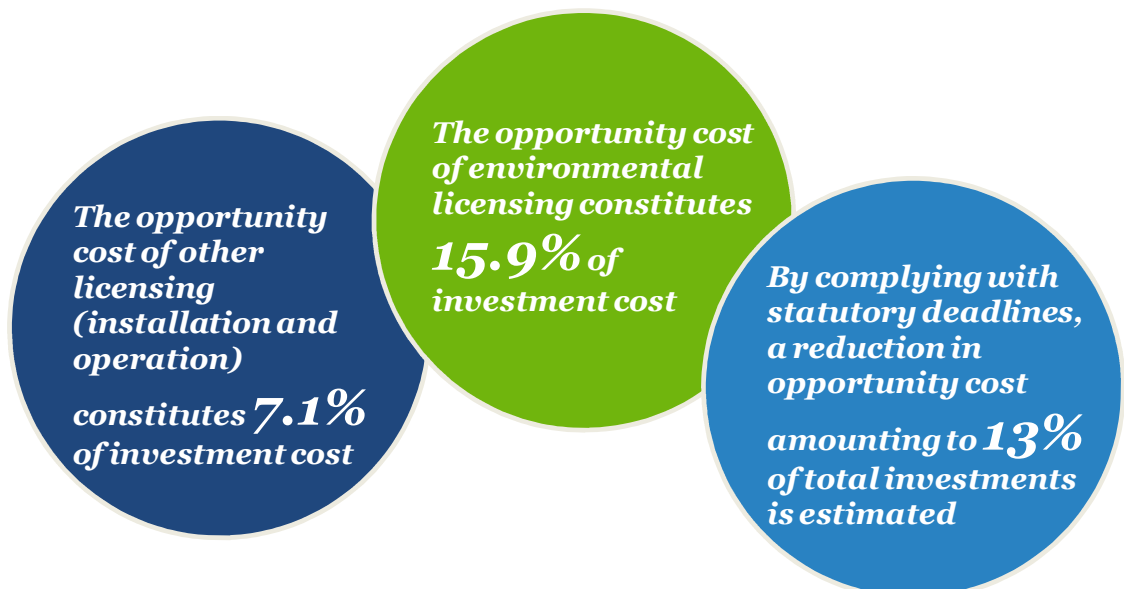 The opportunity
cost of other
licensing
(installation and
operation)
constitutes 7.1%
of investment cost
The opportunity cost
of environmental
licensing constitutes
15.9% of
investment cost
By complying with
statutory deadlines,
a reduction in
opportunity cost
amounting to 13%
of total investments
is estimated